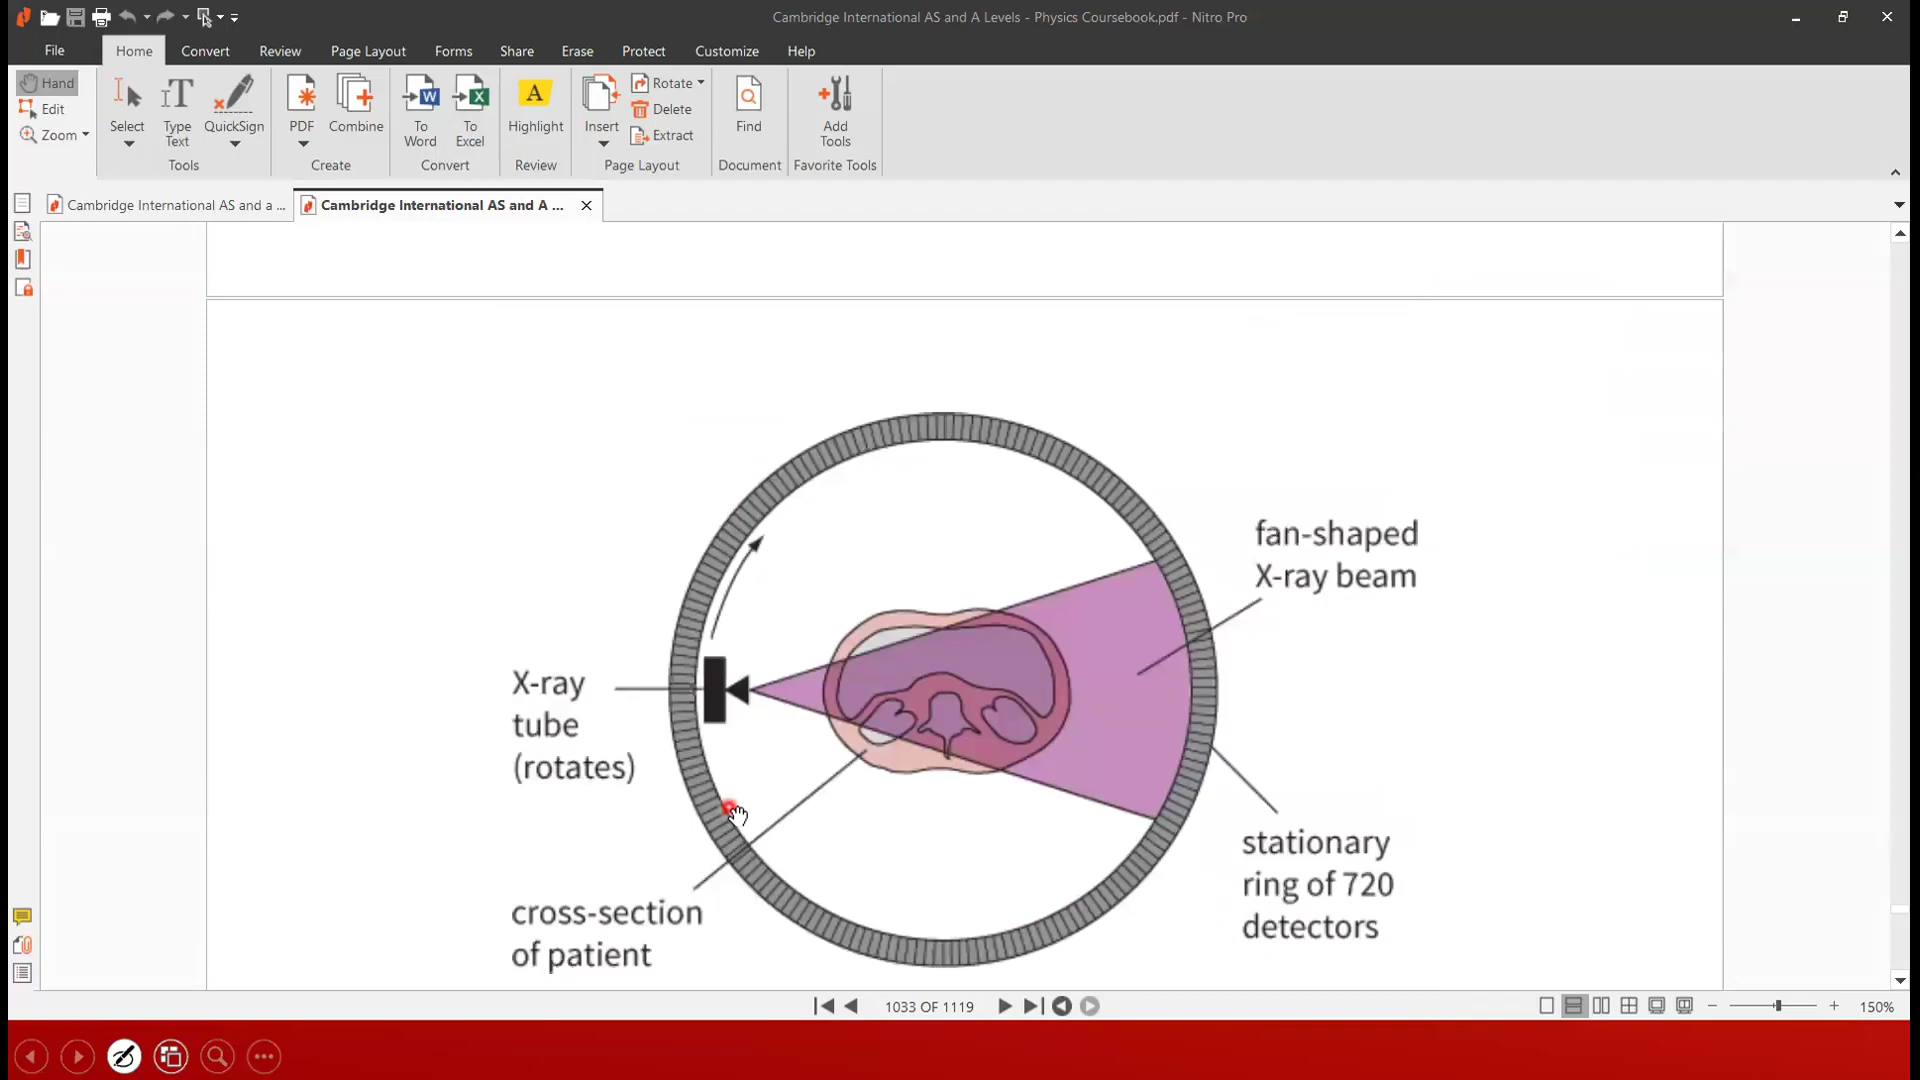 Cambridge International AS and A Levels - Physics Coursebook.pdf - Nitro Pro
File
Home
Convert
Review
Page Layout
Forms
Share
Erase
Protect
Customize
Help
Hand
Edit
Zoom
Select
Type
Text
QuickSign
Tools
PDF
Combine
Create
To
Word
To
Excel
Convert
A
Highlight
Review
Insert
Rotate
Delete
Extract
Page Layout
Find
Document
Add
Tools
Favorite Tools
Cambridge International AS and a ...
Cambridge International AS and A ...
fan-shaped
X-ray beam
X-ray
tube
(rotates)
stationary
ring of 720
detectors
cross-section
of patient
1033 OF 1119
150%